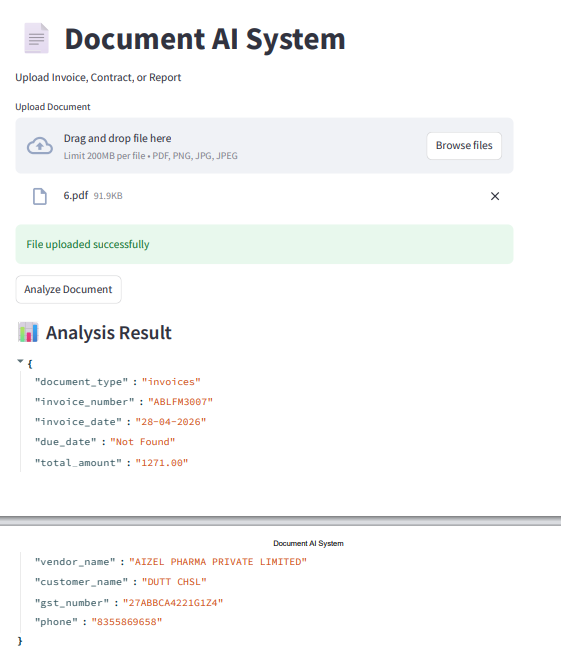 Document AI System
Upload Invoice, Contract, or Report
Upload Document
Drag and drop file here
Limit 200MB per file • PDF, PNG, JPG, JPEG
Browse files
6.pdf 91.9KB
File uploaded successfully
Analyze Document
Analysis Result
{
"document_type" : "invoices"
"invoice_number" : "ABLFM3007"
"invoice_date" : "28-04-2026"
"due_date" : "Not Found"
"total_amount" : "1271.00"
Document AI System
"vendor_name" : "AIZEL PHARMA PRIVATE LIMITED"
"customer_name" : "DUTT CHSL"
"gst_number" : "27ABBCA4221G1Z4"
"phone" : "8355869658"
}